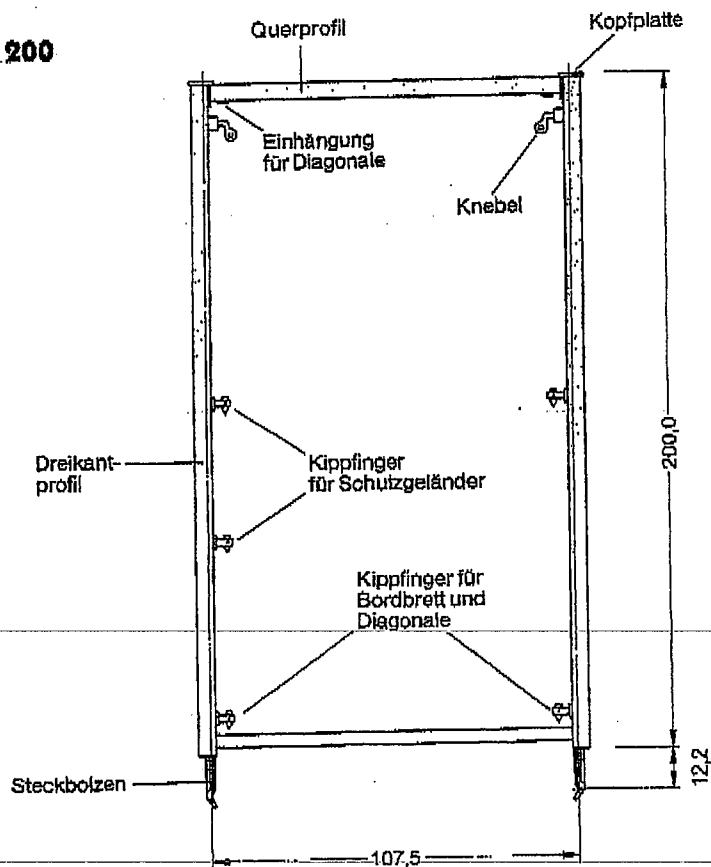 200
Querprofil
Kopfplatte
Einhängung
für Diagonale
Knebel
200,0
Dreikant-
profil
Kippfinger
für Schutzgeländer
Kippfinger für
Bordbrett und
Diagonale
Steckbolzen
12,2
107,5